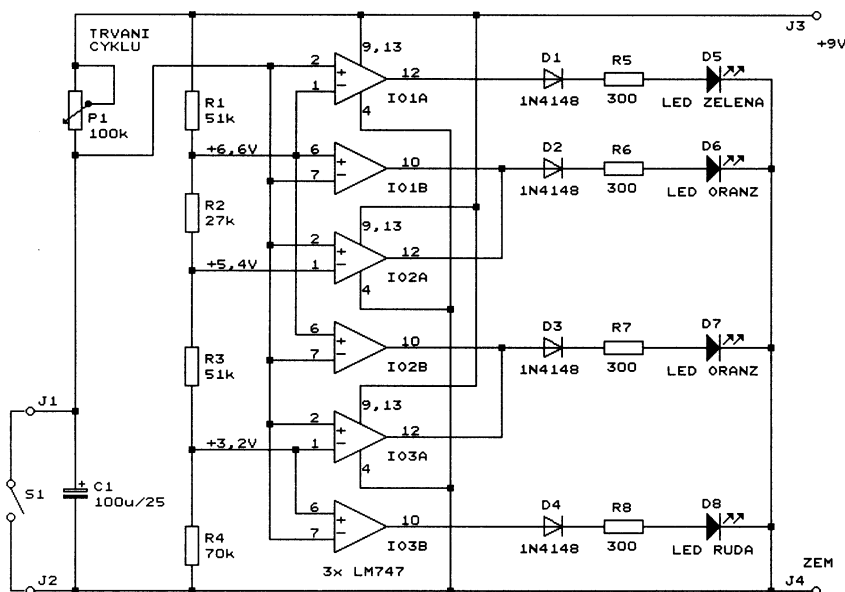 TRVANI
CYKLU
P1
100k
R1
51k
+6,6V
R2
27k
+5,4V
R3
51k
+3,2V
R4
70k
J1
S1
C1
+
100u/25
J2
2
1
+
−
9,13
12
4
IO1A
6
7
+
−
10
IO1B
9,13
2
1
+
−
12
4
IO2A
6
7
+
−
10
IO2B
9,13
2
1
+
−
12
4
IO3A
6
7
+
−
10
IO3B
3x LM747
D1
1N4148
R5
300
D5
LED ZELENA
D2
1N4148
R6
300
D6
LED ORANZ
D3
1N4148
R7
300
D7
LED ORANZ
D4
1N4148
R8
300
D8
LED RUDA
J3
+9V
ZEM
J4